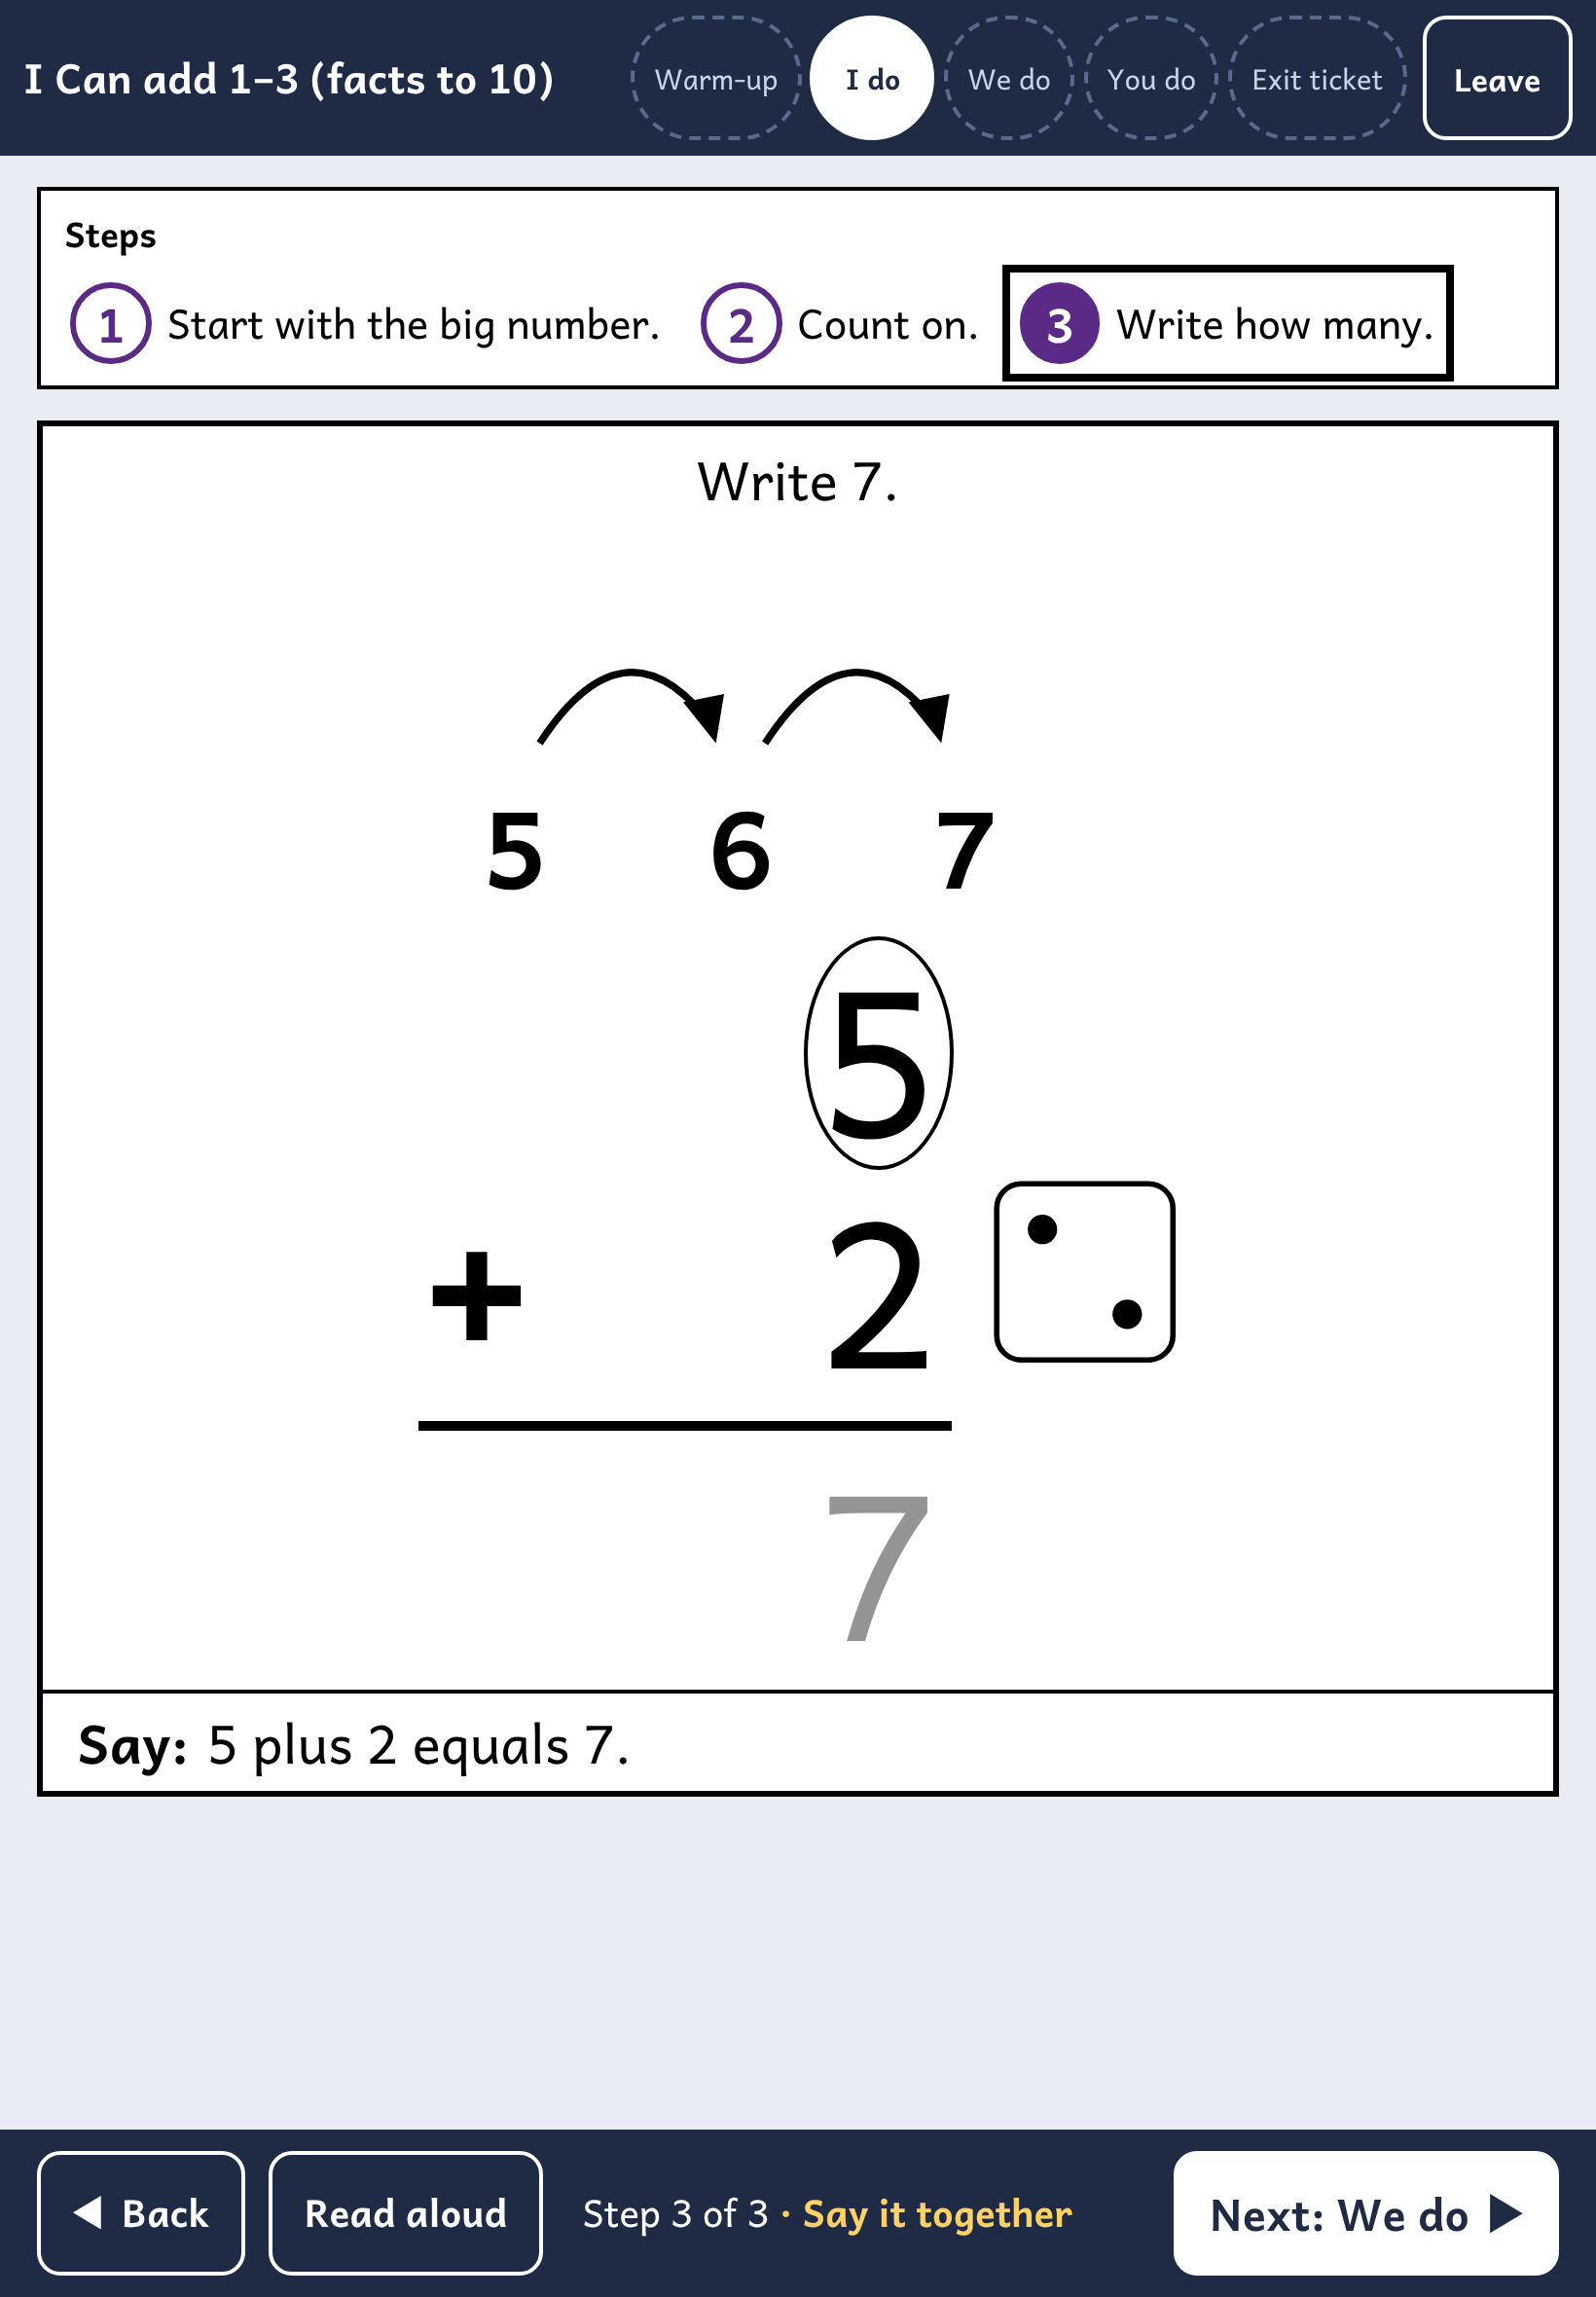 I Can add 1–3 (facts to 10)
Warm-up
I do
We do
You do
Exit ticket
Leave
Steps
1 Start with the big number.
2 Count on.
3 Write how many.
Write 7.
5 6 7
5
+ 2
7
Say: 5 plus 2 equals 7.
Back
Read aloud
Step 3 of 3 · Say it together
Next: We do